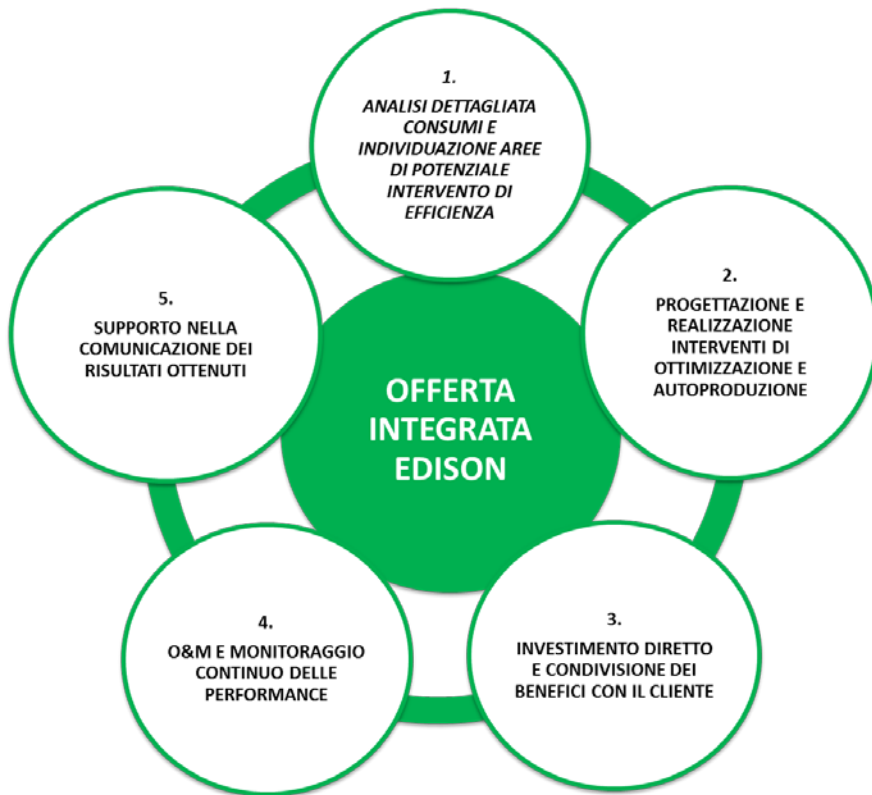 1.
ANALISI DETTAGLIATA
CONSUMI E
INDIVIDUAZIONE AREE
DI POTENZIALE
INTERVENTO DI
EFFICIENZA
2.
PROGETTAZIONE E
REALIZZAZIONE
INTERVENTI DI
OTTIMIZZAZIONE E
AUTOPRODUZIONE
3.
INVESTIMENTO DIRETTO
E CONDIVISIONE DEI
BENEFICI CON IL CLIENTE
4.
O&M E MONITORAGGIO
CONTINUO DELLE
PERFORMANCE
5.
SUPPORTO NELLA
COMUNICAZIONE DEI
RISULTATI OTTENUTI
OFFERTA
INTEGRATA
EDISON